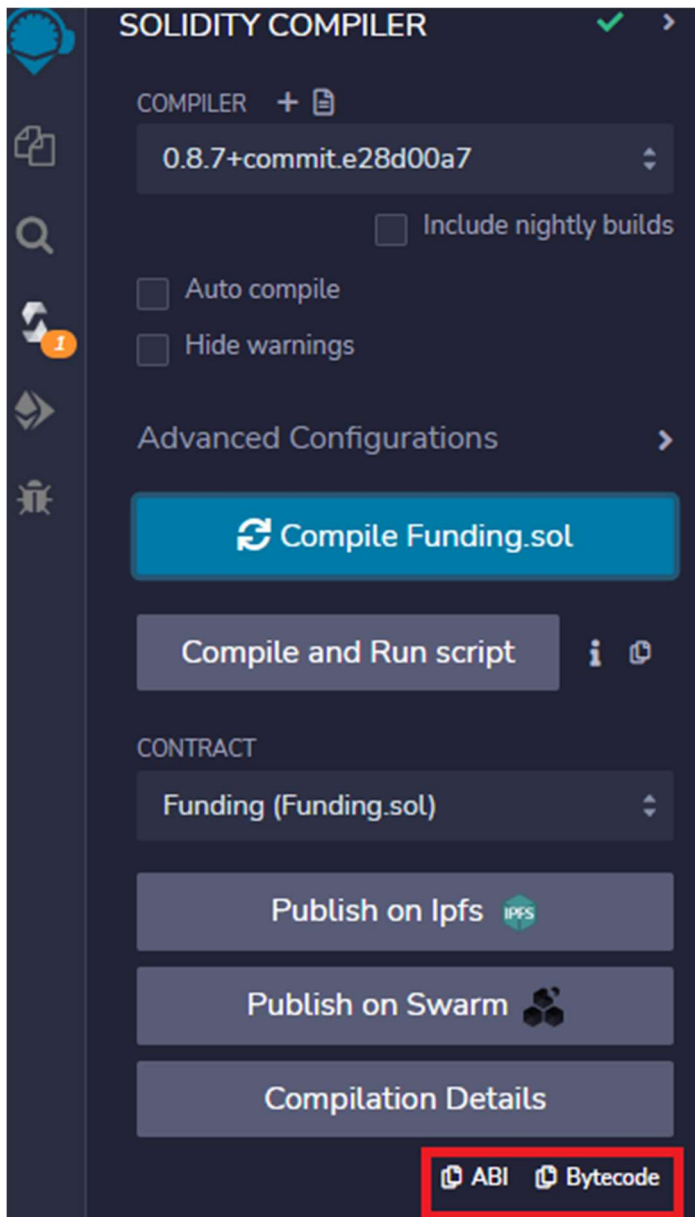 SOLIDITY COMPILER
COMPILER
0.8.7+commit.e28d00a7
Include nightly builds
Auto compile
Hide warnings
1
Advanced Configurations
Compile Funding.sol
Compile and Run script
CONTRACT
Funding (Funding.sol)
Publish on Ipfs IPFS
Publish on Swarm
Compilation Details
ABI Bytecode